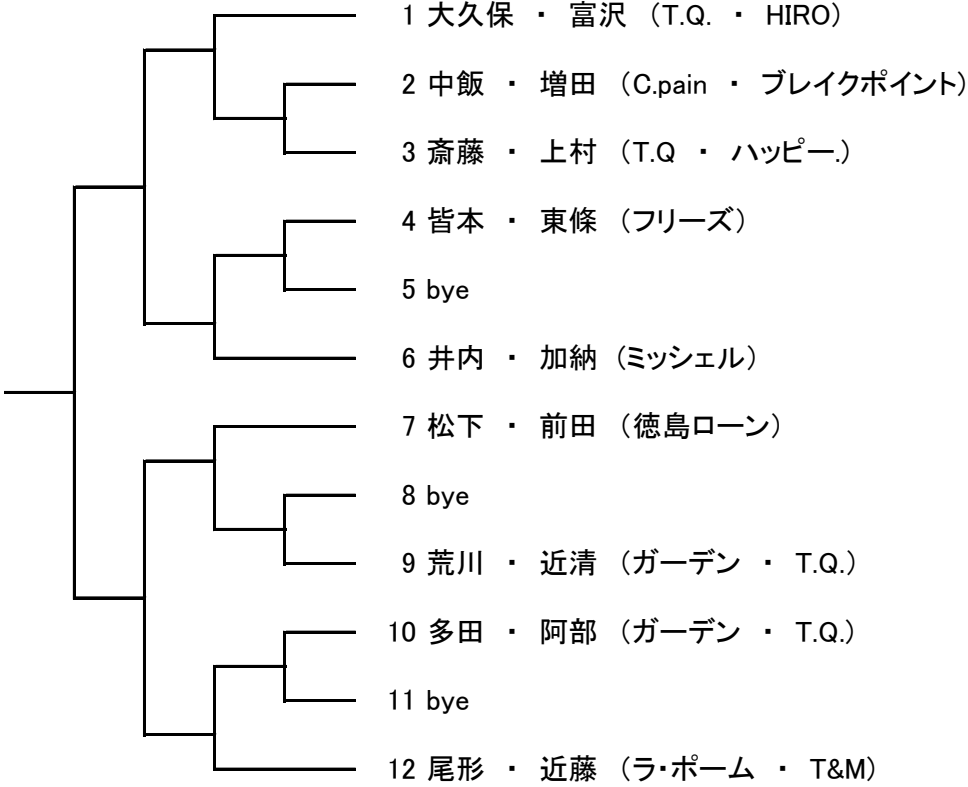 1 大久保 ・ 富沢 （T.Q. ・ HIRO）
2 中飯 ・ 増田 （C.pain ・ ブレイクポイント）
3 斎藤 ・ 上村 （T.Q ・ ハッピー.）
4 皆本 ・ 東條 （フリーズ）
5 bye
6 井内 ・ 加納 （ミッシェル）
7 松下 ・ 前田 （徳島ローン）
8 bye
9 荒川 ・ 近清 （ガーデン ・ T.Q.）
10 多田 ・ 阿部 （ガーデン ・ T.Q.）
11 bye
12 尾形 ・ 近藤 （ラ・ポーム ・ T&M）